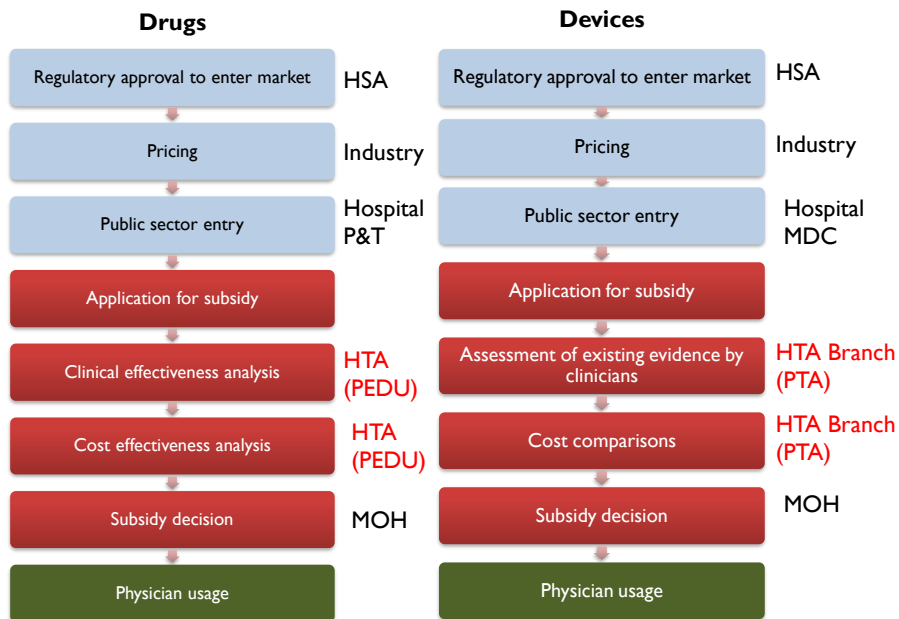 Drugs
Regulatory approval to enter market
HSA
Pricing
Industry
Public sector entry
Hospital
P&T
Application for subsidy
Clinical effectiveness analysis
HTA
(PEDU)
Cost effectiveness analysis
HTA
(PEDU)
Subsidy decision
MOH
Physician usage
Devices
Regulatory approval to enter market
HSA
Pricing
Industry
Public sector entry
Hospital
MDC
Application for subsidy
Assessment of existing evidence by
clinicians
HTA Branch
(PTA)
Cost comparisons
HTA Branch
(PTA)
Subsidy decision
MOH
Physician usage